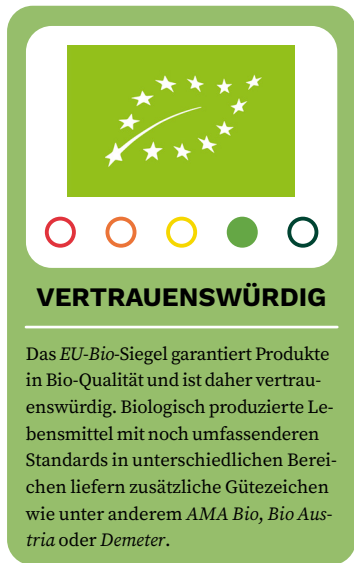 VERTRAUENSWÜRDIG
Das EU-Bio-Siegel garantiert Produkte
in Bio-Qualität und ist daher vertrau-
enswürdig. Biologisch produzierte Le-
bensmittel mit noch umfassenderen
Standards in unterschiedlichen Berei-
chen liefern zusätzliche Gütezeichen
wie unter anderem AMA Bio, Bio Aus-
tria oder Demeter.